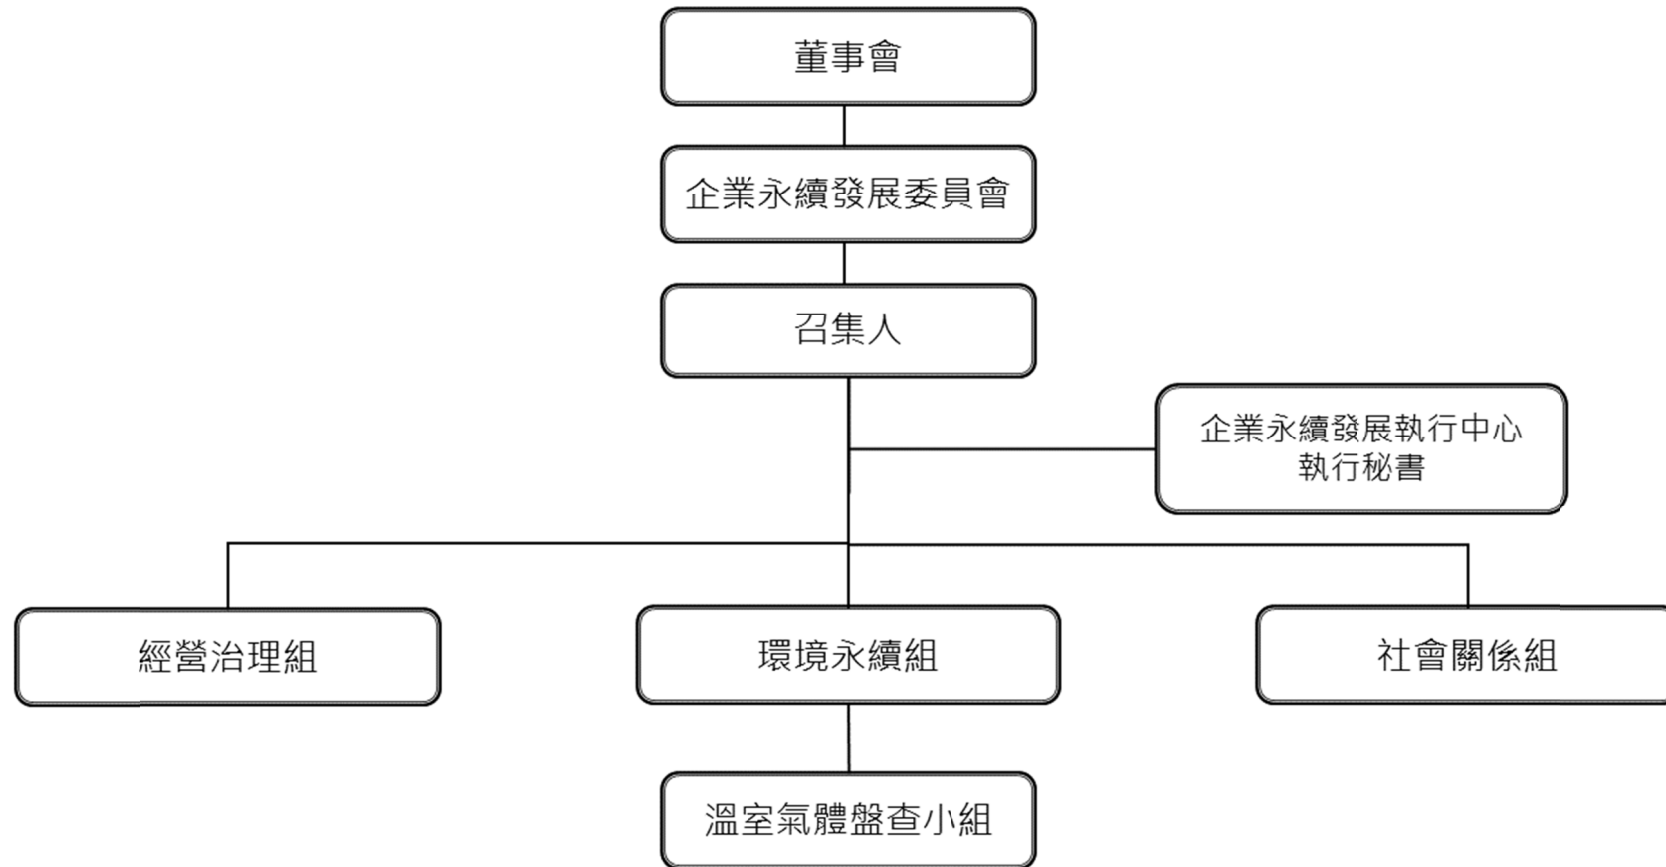 董事會
企業永續發展委員會
召集人
企業永續發展執行中心
執行秘書
經營治理組
環境永續組
社會關係組
溫室氣體盤查小組